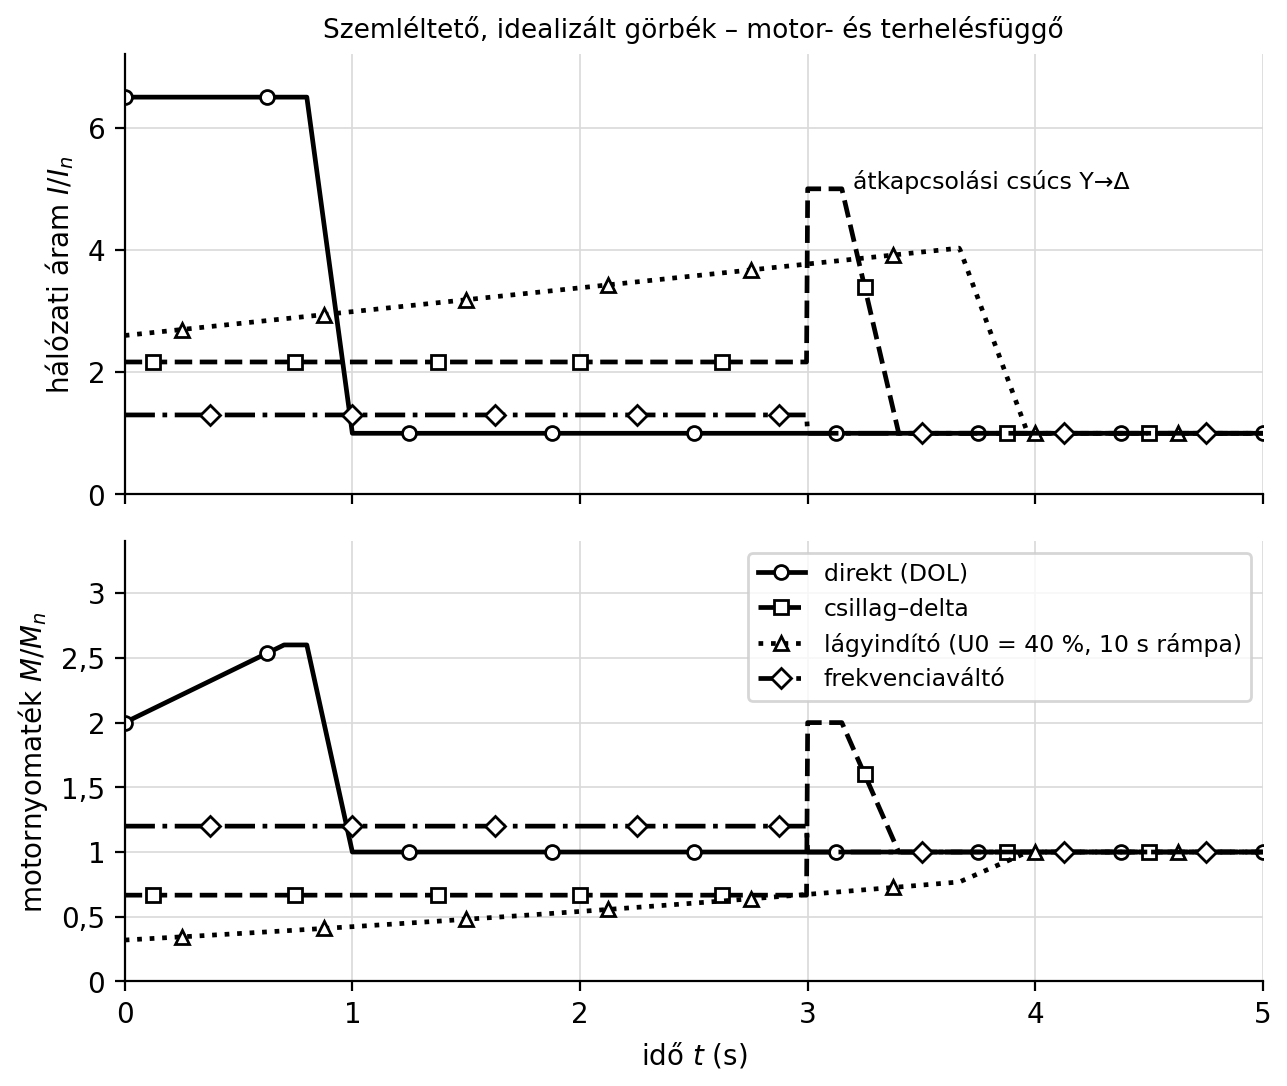 Szemléltető, idealizált görbék – motor- és terhelésfüggő
hálózati áram I/Iₙ
6
4
2
0
átkapcsolási csúcs Y→Δ
motornyomaték M/Mₙ
3
2,5
2
1,5
1
0,5
0
direkt (DOL)
csillag–delta
lágyindító (U0 = 40 %, 10 s rámpa)
frekvenciaváltó
0 1 2 3 4 5
idő t (s)